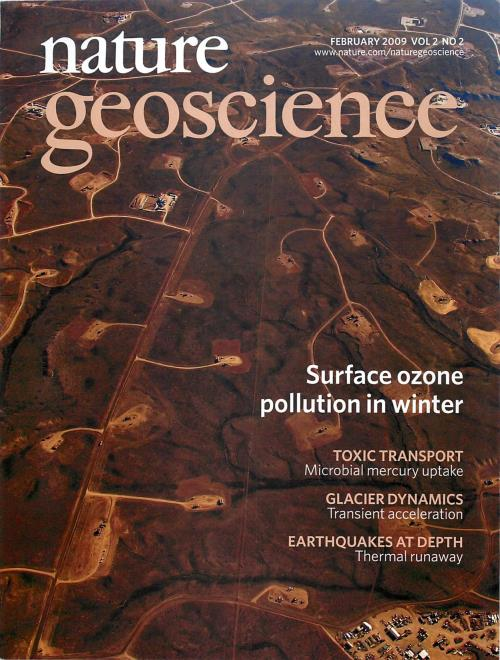 nature
geoscience
FEBRUARY 2009 VOL 2 NO 2
www.nature.com/naturegeoscience
Surface ozone
pollution in winter
TOXIC TRANSPORT
Microbial mercury uptake
GLACIER DYNAMICS
Transient acceleration
EARTHQUAKES AT DEPTH
Thermal runaway